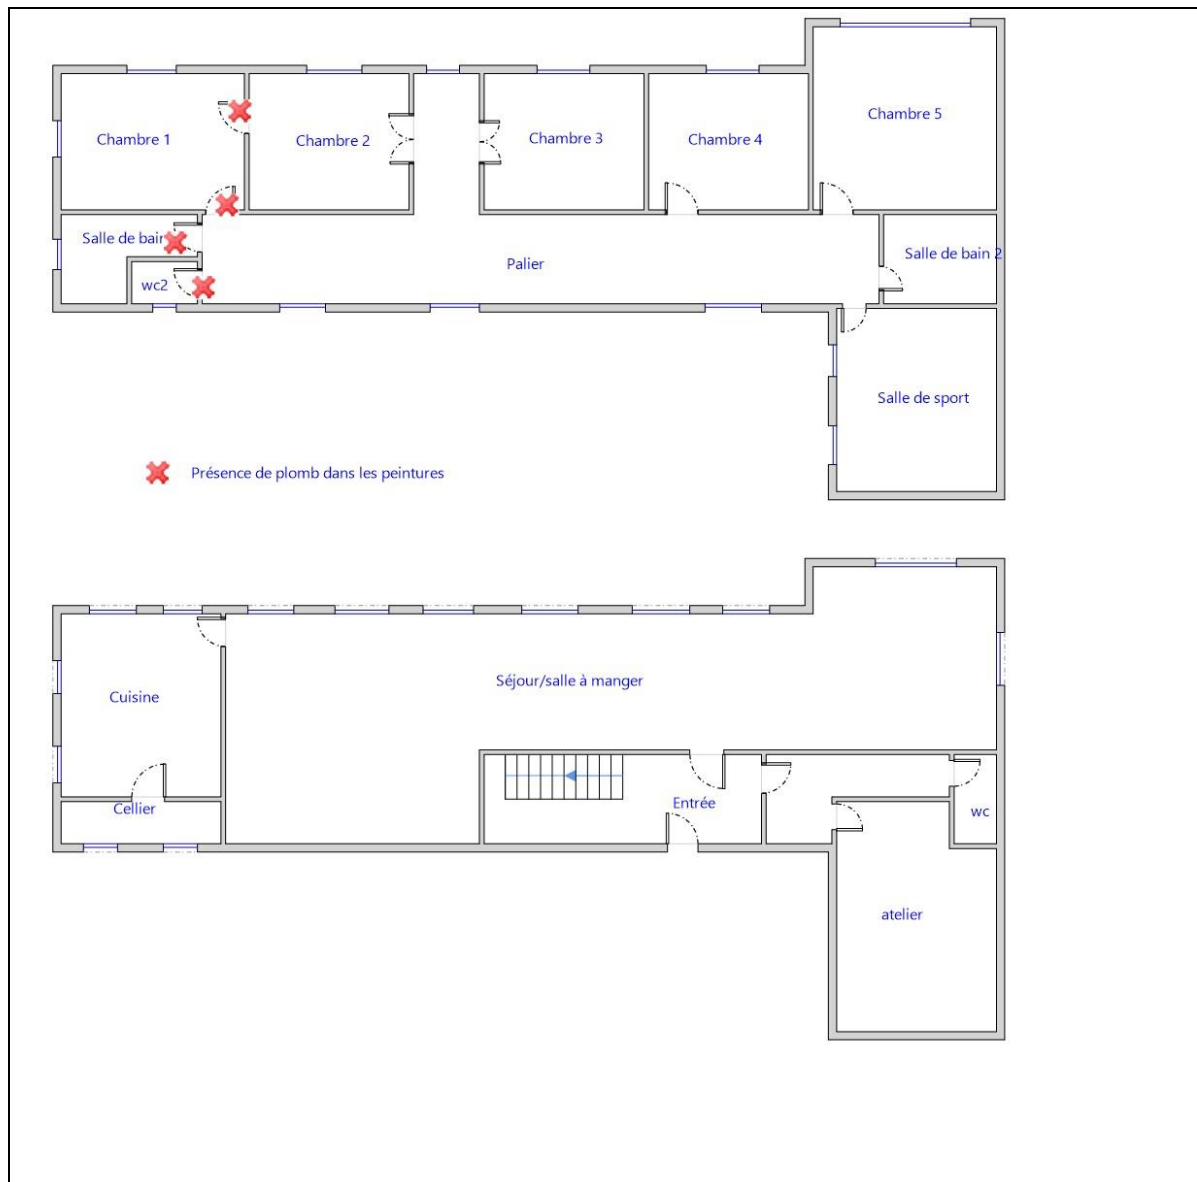 Chambre 5
Chambre 1
Chambre 2
Chambre 3
Chambre 4
Salle de bain
Salle de bain 2
Palier
wc2
Salle de sport
Présence de plomb dans les peintures
Séjour/salle à manger
Cuisine
Cellier
Entrée
wc
atelier